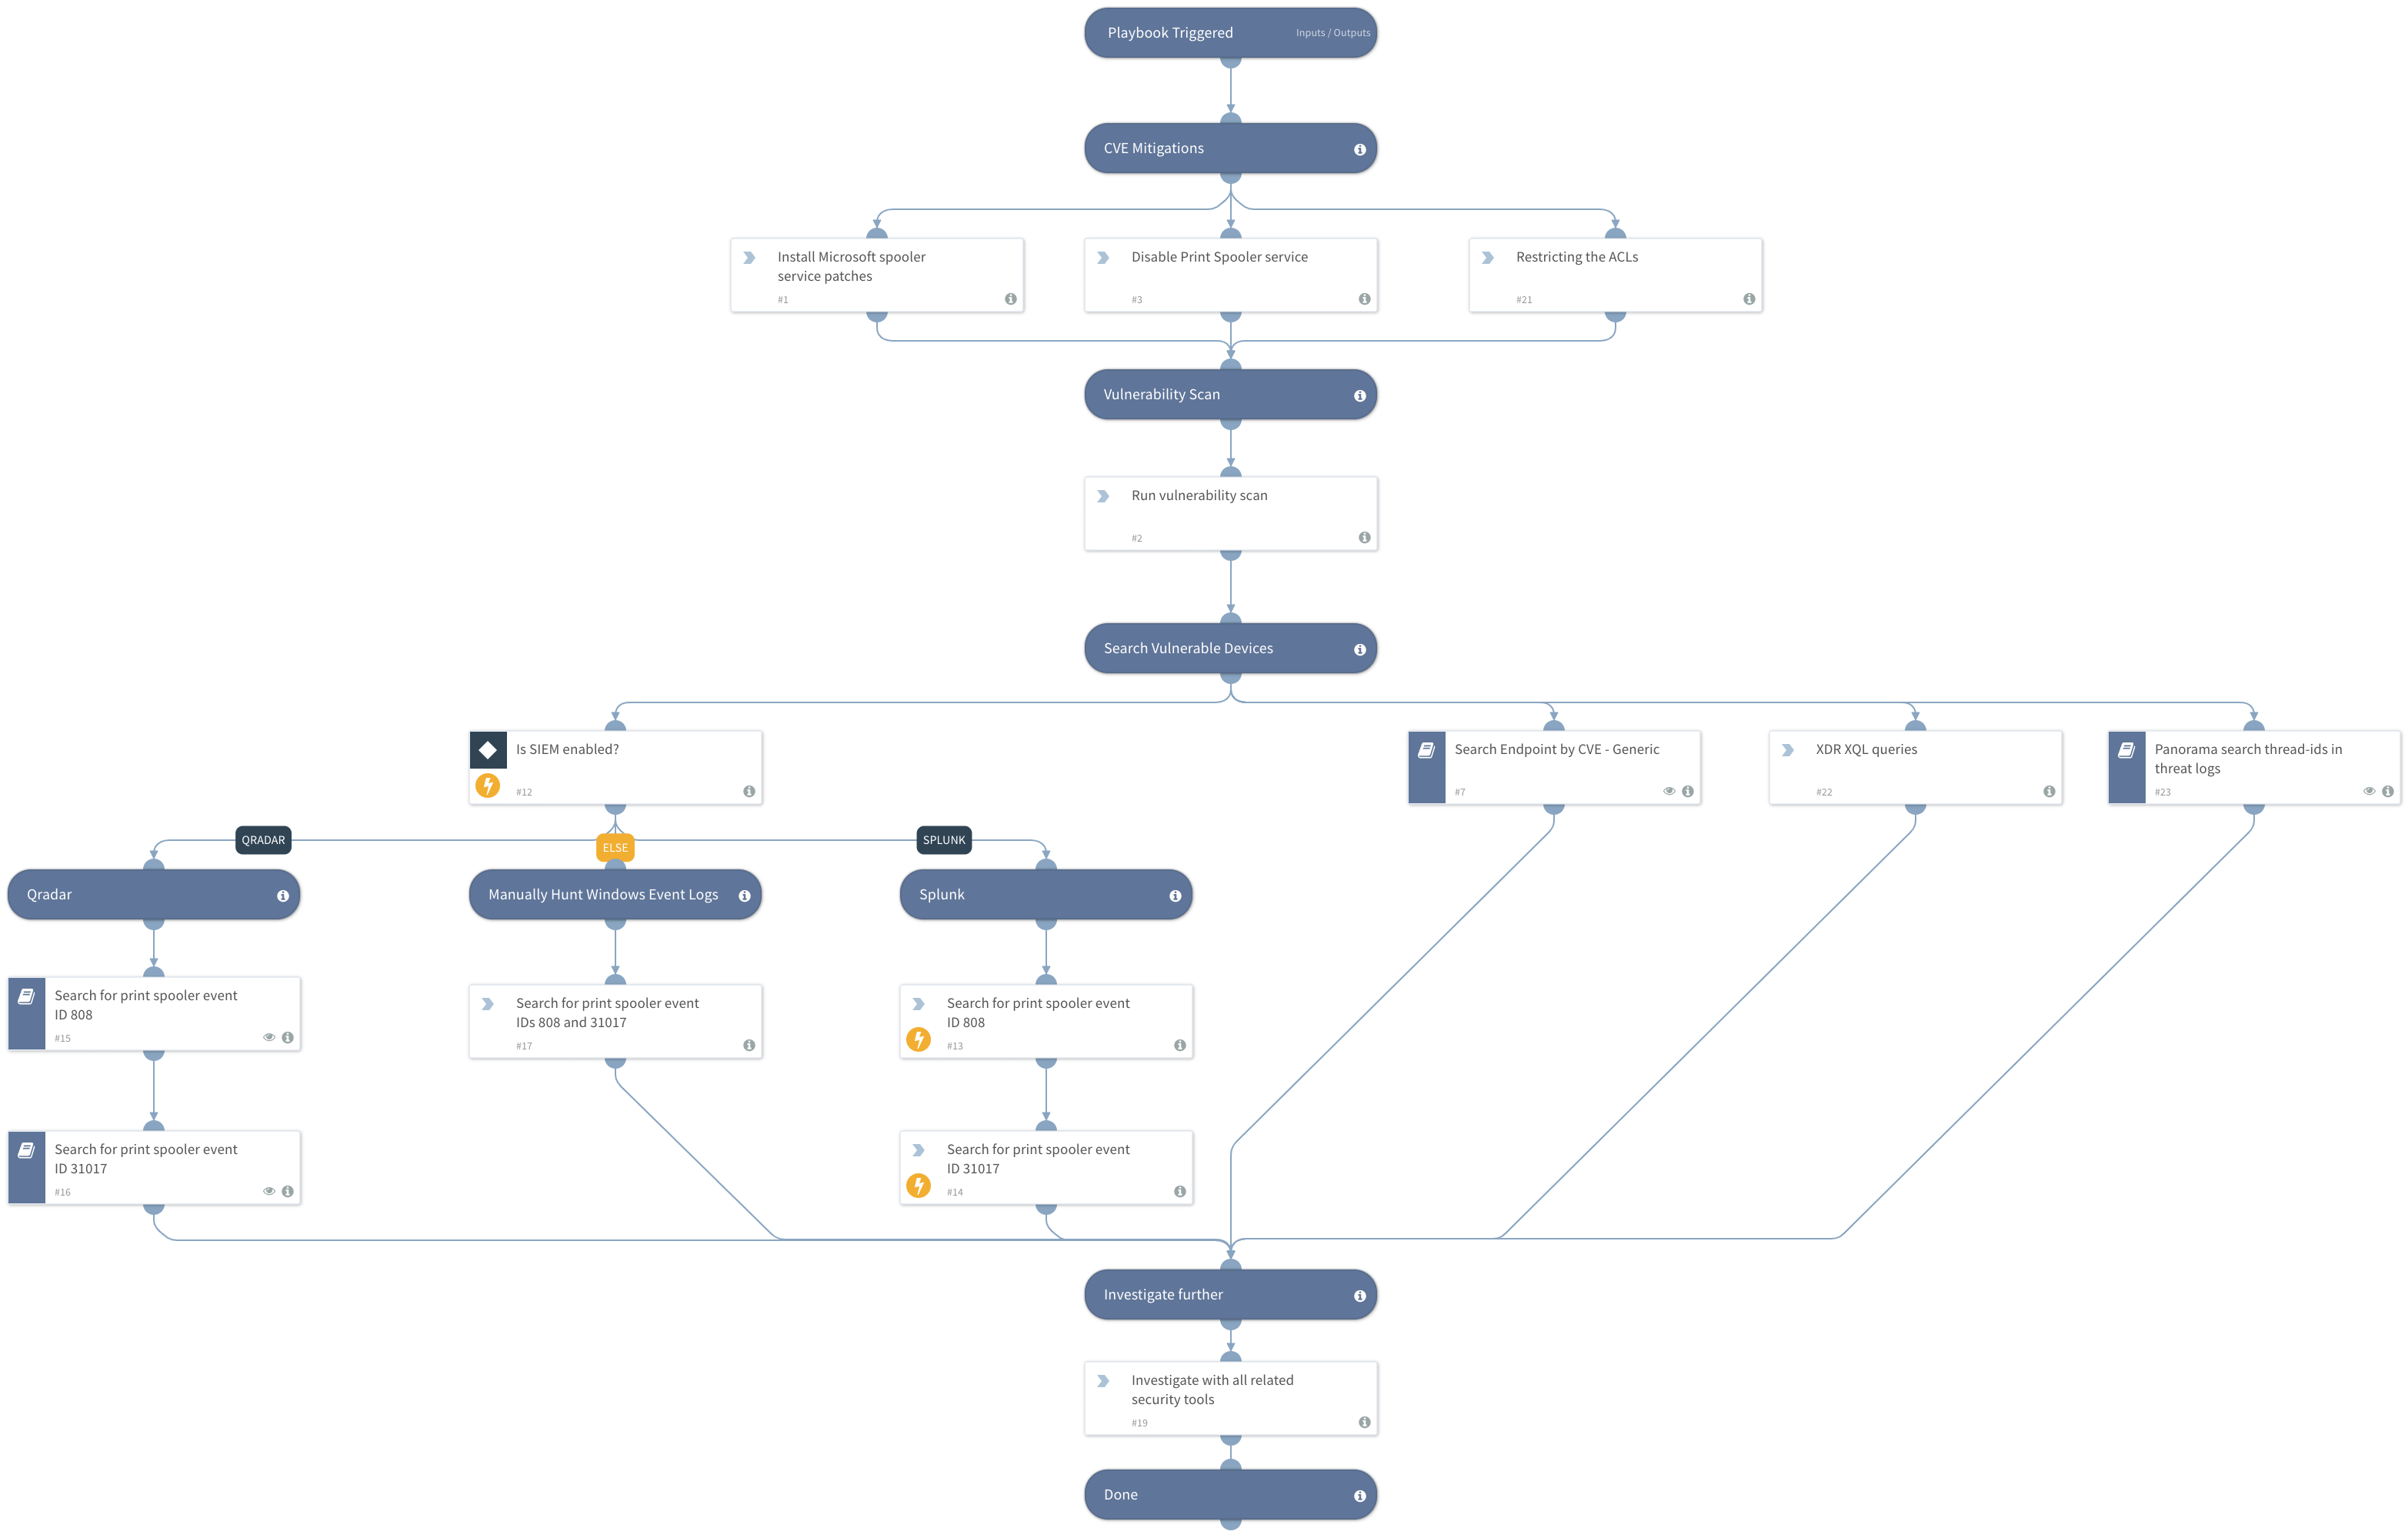 Playbook Triggered
Inputs / Outputs
CVE Mitigations
Install Microsoft spooler
service patches
#1
Disable Print Spooler service
#3
Restricting the ACLs
#21
Vulnerability Scan
Run vulnerability scan
#2
Search Vulnerable Devices
Is SIEM enabled?
#12
Search Endpoint by CVE - Generic
#7
XDR XQL queries
#22
Panorama search thread-ids in
threat logs
#23
QRADAR
ELSE
SPLUNK
Qradar
Manually Hunt Windows Event Logs
Splunk
Search for print spooler event
ID 808
#15
Search for print spooler event
IDs 808 and 31017
#17
Search for print spooler event
ID 808
#13
Search for print spooler event
ID 31017
#16
Search for print spooler event
ID 31017
#14
Investigate further
Investigate with all related
security tools
#19
Done